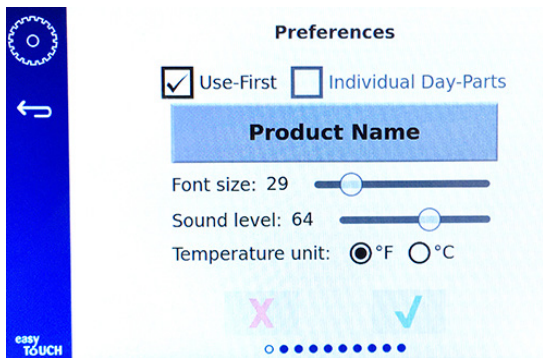 Preferences
Use-First Individual Day-Parts
Product Name
Font size: 29
Sound level: 64
Temperature unit: °F °C
X
easy
TOUCH